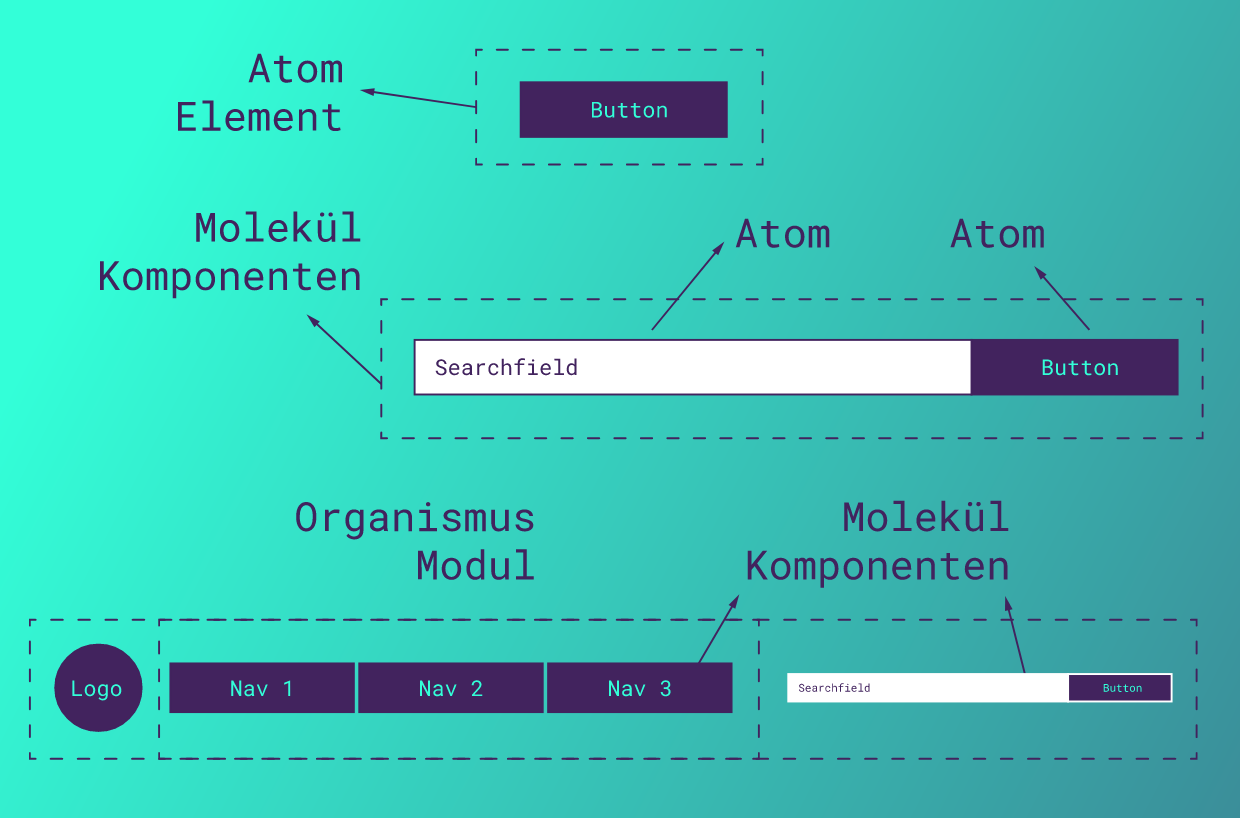 Atom
Element
Button
Molekül
Komponenten
Atom
Atom
Searchfield
Button
Organismus
Modul
Molekül
Komponenten
Logo
Nav 1
Nav 2
Nav 3
Searchfield
Button